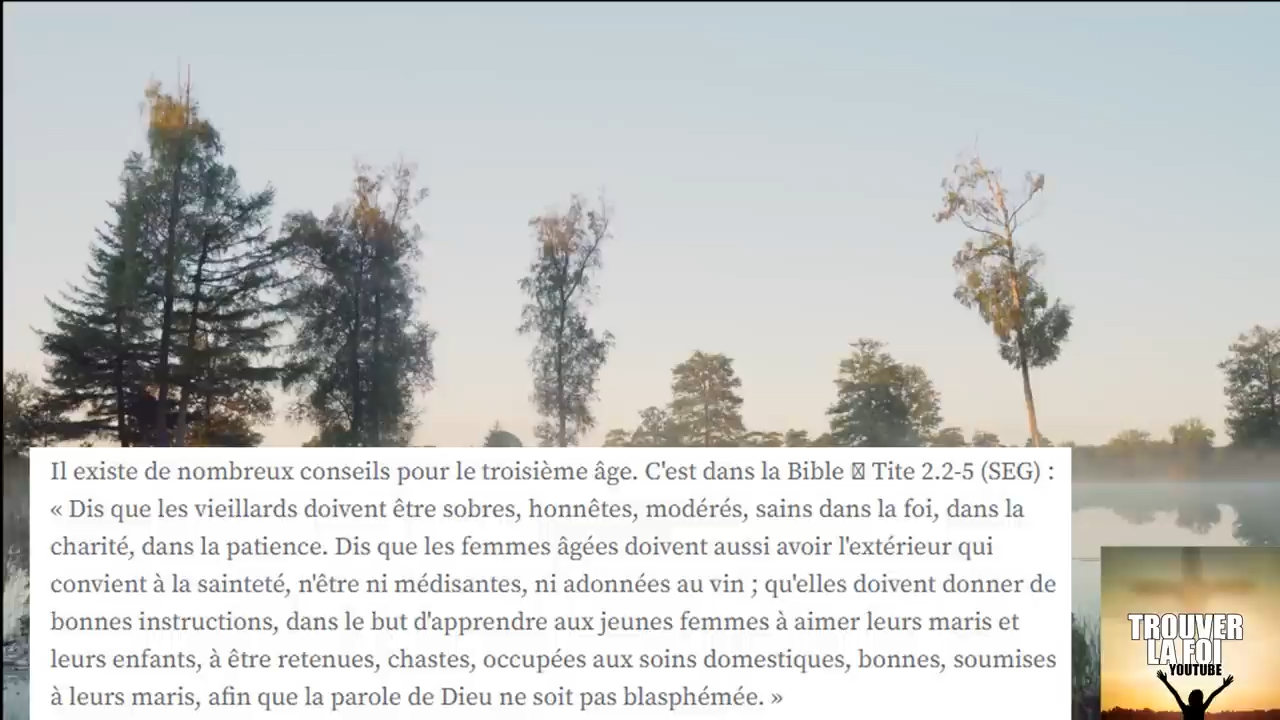 Il existe de nombreux conseils pour le troisième âge. C'est dans la Bible Tite 2.2-5 (SEG) :
« Dis que les vieillards doivent être sobres, honnêtes, modérés, sains dans la foi, dans la
charité, dans la patience. Dis que les femmes âgées doivent aussi avoir l'extérieur qui
convient à la sainteté, n'être ni médisantes, ni adonnées au vin ; qu'elles doivent donner de
bonnes instructions, dans le but d'apprendre aux jeunes femmes à aimer leurs maris et
leurs enfants, à être retenues, chastes, occupées aux soins domestiques, bonnes, soumises
à leurs maris, afin que la parole de Dieu ne soit pas blasphémée. »
TROUVER
LA FOI
YOUTUBE